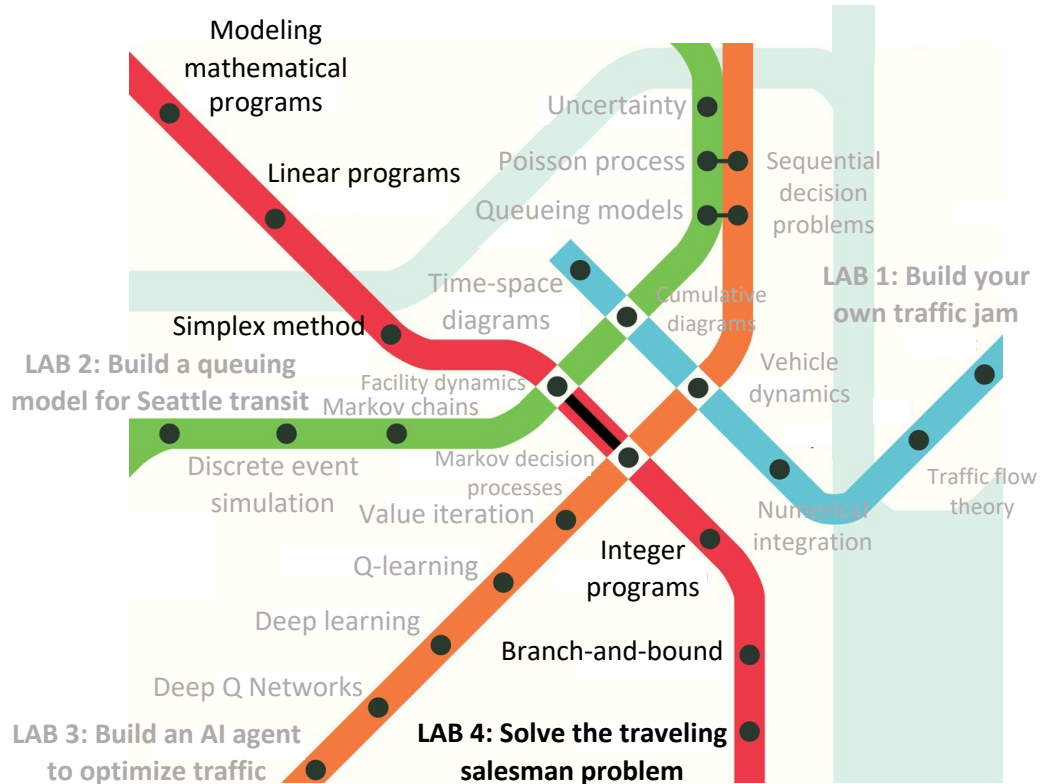 Modeling
mathematical
programs
Uncertainty
Poisson process
Sequential
decision
problems
Linear programs
Queueing models
Time-space
diagrams
Cumulative
diagrams
LAB 1: Build your
own traffic jam
Simplex method
LAB 2: Build a queuing
model for Seattle transit
Facility dynamics
Markov chains
Vehicle
dynamics
Discrete event
simulation
Markov decision
processes
Traffic flow
theory
Value iteration
Numerical
integration
Integer
programs
Q-learning
Deep learning
Branch-and-bound
Deep Q Networks
LAB 3: Build an AI agent
to optimize traffic
LAB 4: Solve the traveling
salesman problem